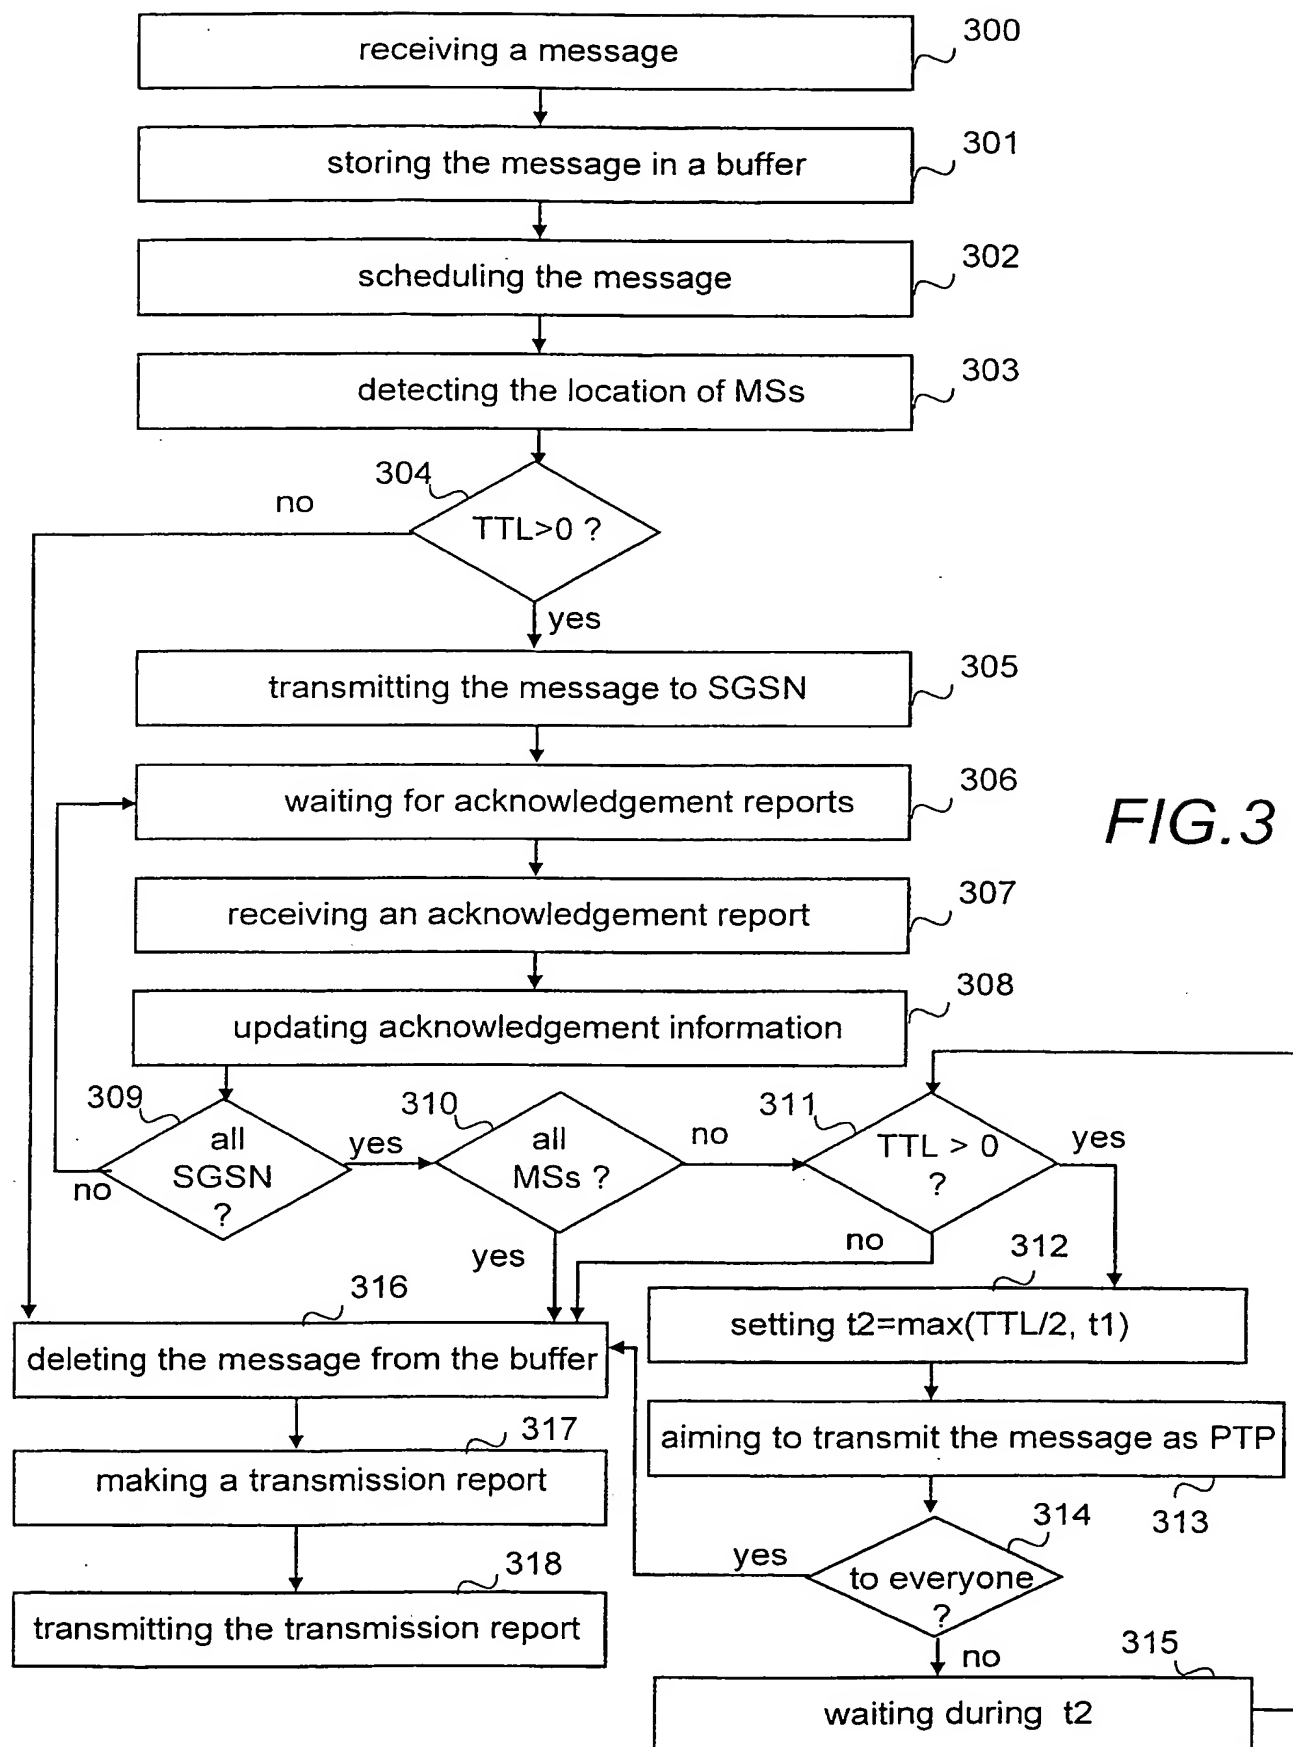 receiving a message
300
storing the message in a buffer
301
scheduling the message
302
detecting the location of MSs
303
304
no
TTL>0 ?
yes
transmitting the message to SGSN
305
waiting for acknowledgement reports
306
FIG.3
receiving an acknowledgement report
307
updating acknowledgement information
308
309
all
SGSN
?
no
yes
310
all
MSs ?
yes
no
311
TTL > 0
?
no
yes
312
setting t2=max(TTL/2, t1)
aiming to transmit the message as PTP
313
314
to everyone
?
yes
no
315
waiting during t2
316
deleting the message from the buffer
317
making a transmission report
318
transmitting the transmission report